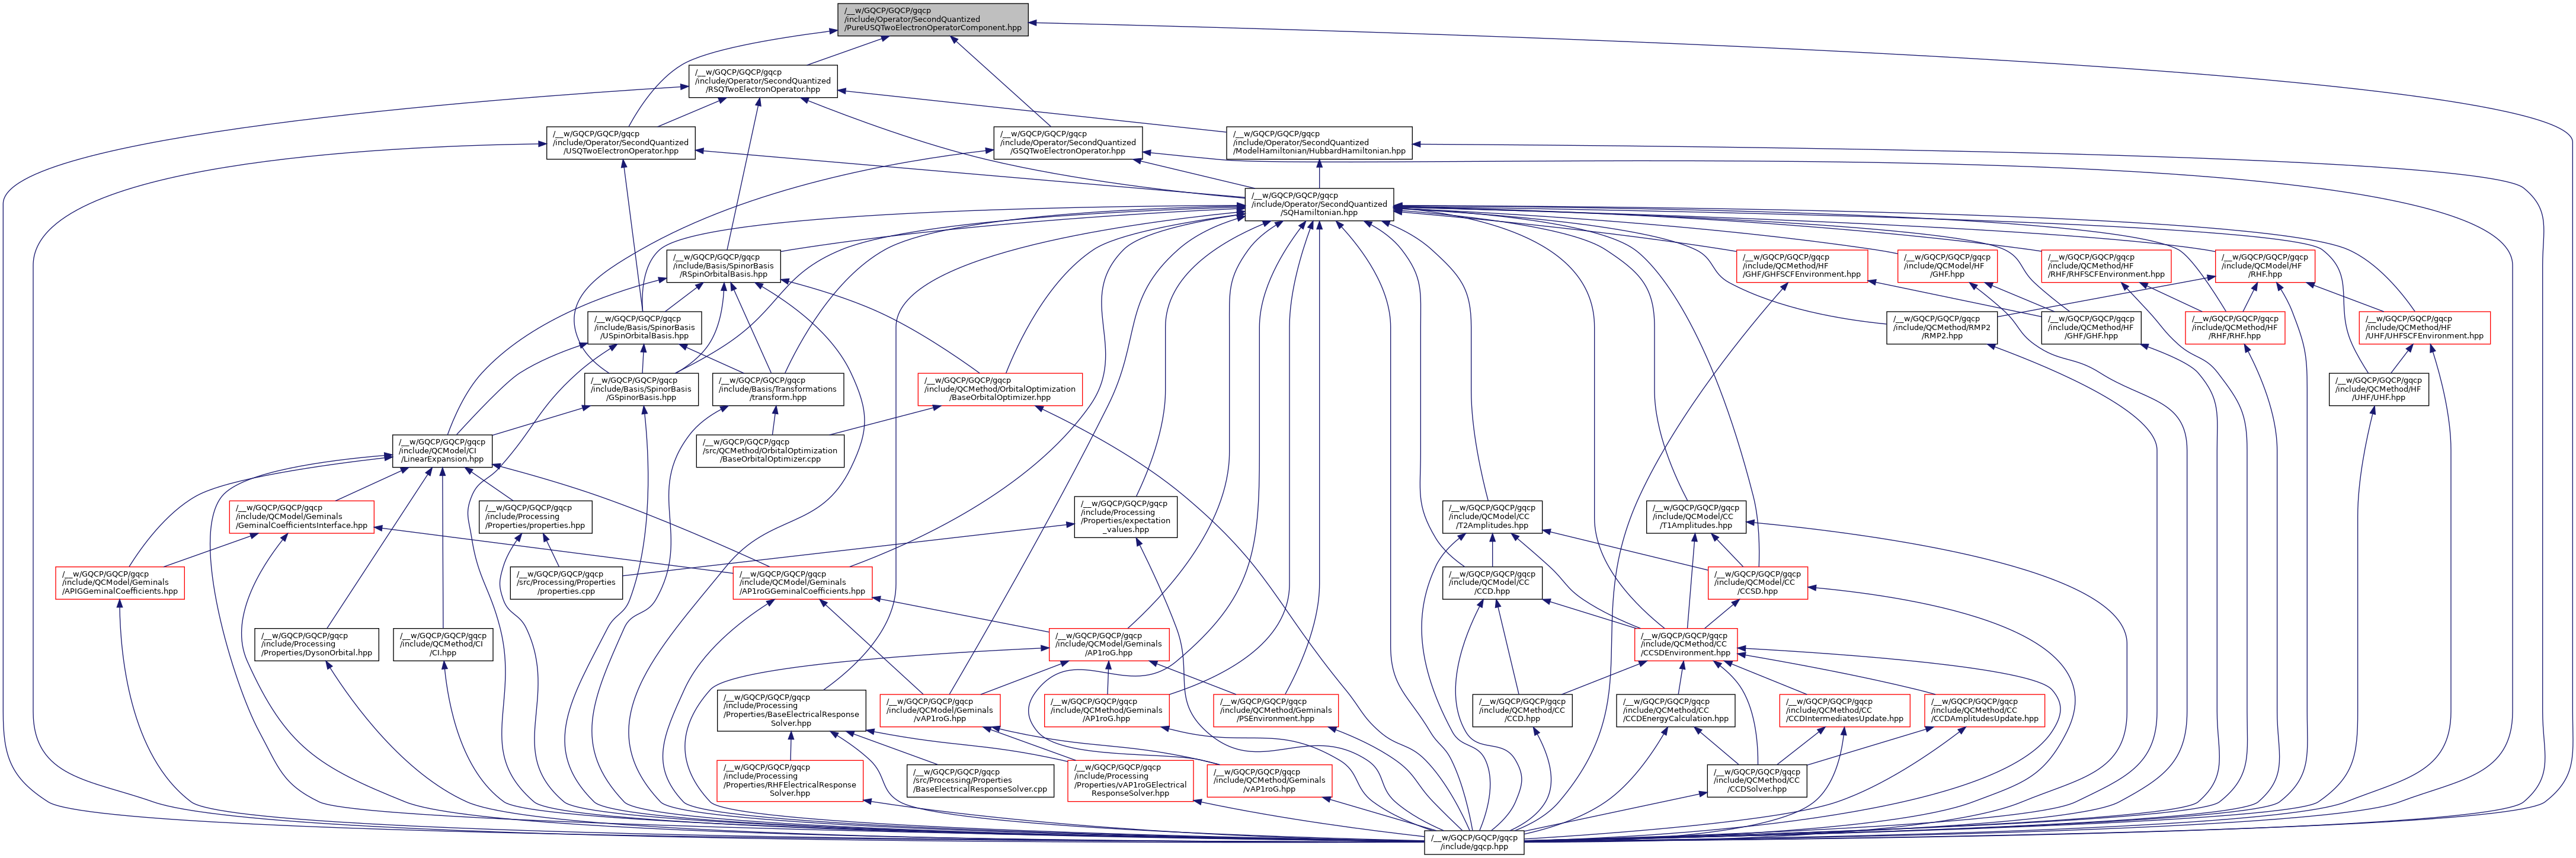 /__w/GQCP/GQCP/gqcp
/include/Operator/SecondQuantized
/PureUSQTwoElectronOperatorComponent.hpp
/__w/GQCP/GQCP/gqcp
/include/Operator/SecondQuantized
/RSQTwoElectronOperator.hpp
/__w/GQCP/GQCP/gqcp
/include/Operator/SecondQuantized
/USQTwoElectronOperator.hpp
/__w/GQCP/GQCP/gqcp
/include/Operator/SecondQuantized
/GSQTwoElectronOperator.hpp
/__w/GQCP/GQCP/gqcp
/include/Operator/SecondQuantized
/ModelHamiltonian/HubbardHamiltonian.hpp
/__w/GQCP/GQCP/gqcp
/include/Operator/SecondQuantized
/SQHamiltonian.hpp
/__w/GQCP/GQCP/gqcp
/include/Basis/SpinorBasis
/RSpinOrbitalBasis.hpp
/__w/GQCP/GQCP/gqcp
/include/QCMethod/HF
/GHF/GHFSCFEnvironment.hpp
/__w/GQCP/GQCP/gqcp
/include/QCModel/HF
/GHF.hpp
/__w/GQCP/GQCP/gqcp
/include/QCMethod/HF
/RHF/RHFSCFEnvironment.hpp
/__w/GQCP/GQCP/gqcp
/include/QCModel/HF
/RHF.hpp
/__w/GQCP/GQCP/gqcp
/include/Basis/SpinorBasis
/USpinOrbitalBasis.hpp
/__w/GQCP/GQCP/gqcp
/include/QCMethod/RMP2
/RMP2.hpp
/__w/GQCP/GQCP/gqcp
/include/QCMethod/HF
/GHF/GHF.hpp
/__w/GQCP/GQCP/gqcp
/include/QCMethod/HF
/RHF/RHF.hpp
/__w/GQCP/GQCP/gqcp
/include/QCMethod/HF
/UHF/UHFSCFEnvironment.hpp
/__w/GQCP/GQCP/gqcp
/include/Basis/SpinorBasis
/GSpinorBasis.hpp
/__w/GQCP/GQCP/gqcp
/include/Basis/Transformations
/transform.hpp
/__w/GQCP/GQCP/gqcp
/include/QCMethod/OrbitalOptimization
/BaseOrbitalOptimizer.hpp
/__w/GQCP/GQCP/gqcp
/include/QCMethod/HF
/UHF/UHF.hpp
/__w/GQCP/GQCP/gqcp
/include/QCModel/CI
/LinearExpansion.hpp
/__w/GQCP/GQCP/gqcp
/src/QCMethod/OrbitalOptimization
/BaseOrbitalOptimizer.cpp
/__w/GQCP/GQCP/gqcp
/include/QCModel/Geminals
/GeminalCoefficientsInterface.hpp
/__w/GQCP/GQCP/gqcp
/include/Processing
/Properties/properties.hpp
/__w/GQCP/GQCP/gqcp
/include/Processing
/Properties/expectation
_values.hpp
/__w/GQCP/GQCP/gqcp
/include/QCModel/CC
/T2Amplitudes.hpp
/__w/GQCP/GQCP/gqcp
/include/QCModel/CC
/T1Amplitudes.hpp
/__w/GQCP/GQCP/gqcp
/include/QCModel/Geminals
/APIGGeminalCoefficients.hpp
/__w/GQCP/GQCP/gqcp
/src/Processing/Properties
/properties.cpp
/__w/GQCP/GQCP/gqcp
/include/QCModel/Geminals
/AP1roGGeminalCoefficients.hpp
/__w/GQCP/GQCP/gqcp
/include/QCModel/CC
/CCD.hpp
/__w/GQCP/GQCP/gqcp
/include/QCModel/CC
/CCSD.hpp
/__w/GQCP/GQCP/gqcp
/include/Processing
/Properties/DysonOrbital.hpp
/__w/GQCP/GQCP/gqcp
/include/QCMethod/CI
/CI.hpp
/__w/GQCP/GQCP/gqcp
/include/QCModel/Geminals
/AP1roG.hpp
/__w/GQCP/GQCP/gqcp
/include/QCMethod/CC
/CCSDEnvironment.hpp
/__w/GQCP/GQCP/gqcp
/include/Processing
/Properties/BaseElectricalResponse
Solver.hpp
/__w/GQCP/GQCP/gqcp
/include/QCModel/Geminals
/vAP1roG.hpp
/__w/GQCP/GQCP/gqcp
/include/QCMethod/Geminals
/AP1roG.hpp
/__w/GQCP/GQCP/gqcp
/include/QCMethod/Geminals
/PSEnvironment.hpp
/__w/GQCP/GQCP/gqcp
/include/QCMethod/CC
/CCD.hpp
/__w/GQCP/GQCP/gqcp
/include/QCMethod/CC
/CCDEnergyCalculation.hpp
/__w/GQCP/GQCP/gqcp
/include/QCMethod/CC
/CCDIntermediatesUpdate.hpp
/__w/GQCP/GQCP/gqcp
/include/QCMethod/CC
/CCDAmplitudesUpdate.hpp
/__w/GQCP/GQCP/gqcp
/include/Processing
/Properties/RHFElectricalResponse
Solver.hpp
/__w/GQCP/GQCP/gqcp
/src/Processing/Properties
/BaseElectricalResponseSolver.cpp
/__w/GQCP/GQCP/gqcp
/include/Processing
/Properties/vAP1roGElectrical
ResponseSolver.hpp
/__w/GQCP/GQCP/gqcp
/include/QCMethod/Geminals
/vAP1roG.hpp
/__w/GQCP/GQCP/gqcp
/include/QCMethod/CC
/CCDSolver.hpp
/__w/GQCP/GQCP/gqcp
/include/gqcp.hpp